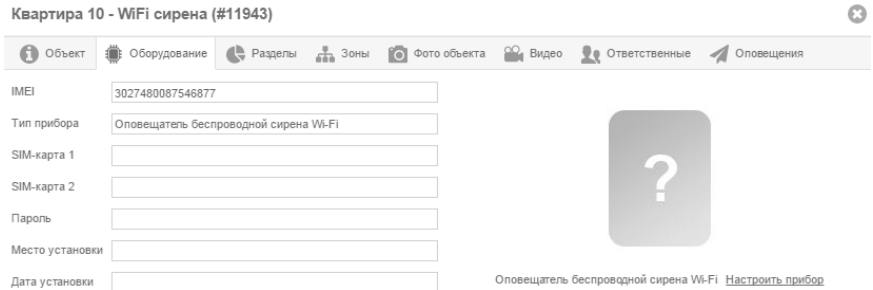 Квартира 10 - WiFi сирена (#11943)
Объект Оборудование Разделы Зоны Фото объекта Видео Ответственные Оповещения
IMEI 3027480087546877
Тип прибора Оповещатель беспроводной сирена Wi-Fi
SIM-карта 1
SIM-карта 2
Пароль
Место установки
Дата установки
?
Оповещатель беспроводной сирена Wi-Fi Настроить прибор